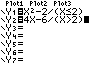 Plot1 Plot2 Plot3
\Y₁=X²-2/(X≤2)
\Y₂=4X-6/(X>2)
\Y₃=
\Y₄=
\Y₅=
\Y₆=
\Y₇=